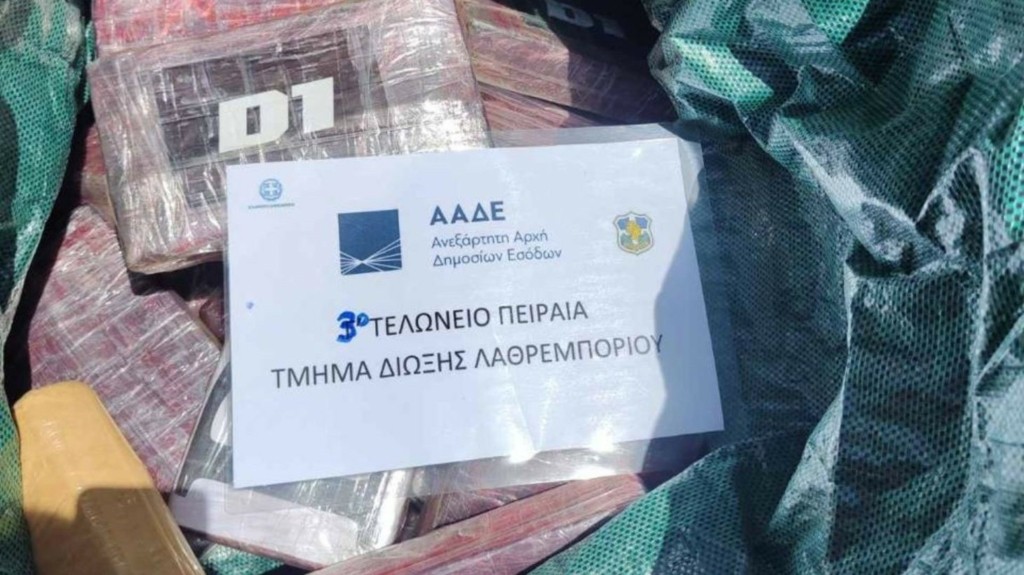 D1
D1
ΑΑΔΕ
Ανεξάρτητη Αρχή
Δημοσίων Εσόδων
3ο ΤΕΛΩΝΕΙΟ ΠΕΙΡΑΙΑ
ΤΜΗΜΑ ΔΙΩΞΗΣ ΛΑΘΡΕΜΠΟΡΙΟΥ